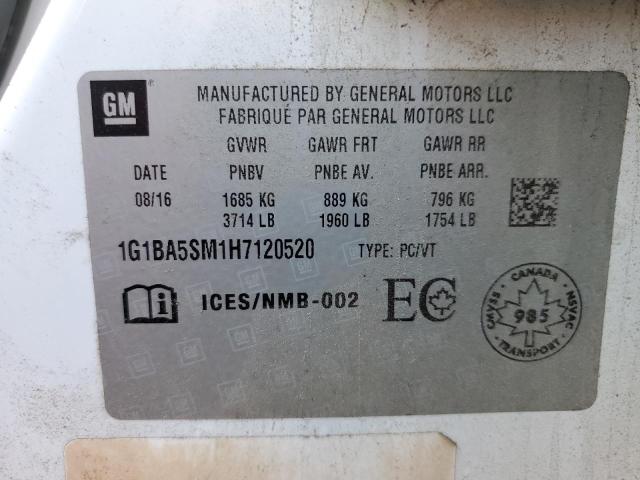 GM
MANUFACTURED BY GENERAL MOTORS LLC
FABRIQUÉ PAR GENERAL MOTORS LLC
GVWR GAWR FRT GAWR RR
DATE PNBV PNBE AV. PNBE ARR.
08/16 1685 KG 889 KG 796 KG
3714 LB 1960 LB 1754 LB
1G1BA5SM1H7120520 TYPE: PC/VT
i ICES/NMB-002 EC
CANADA
CMVSS 985 NSVAC
TRANSPORT